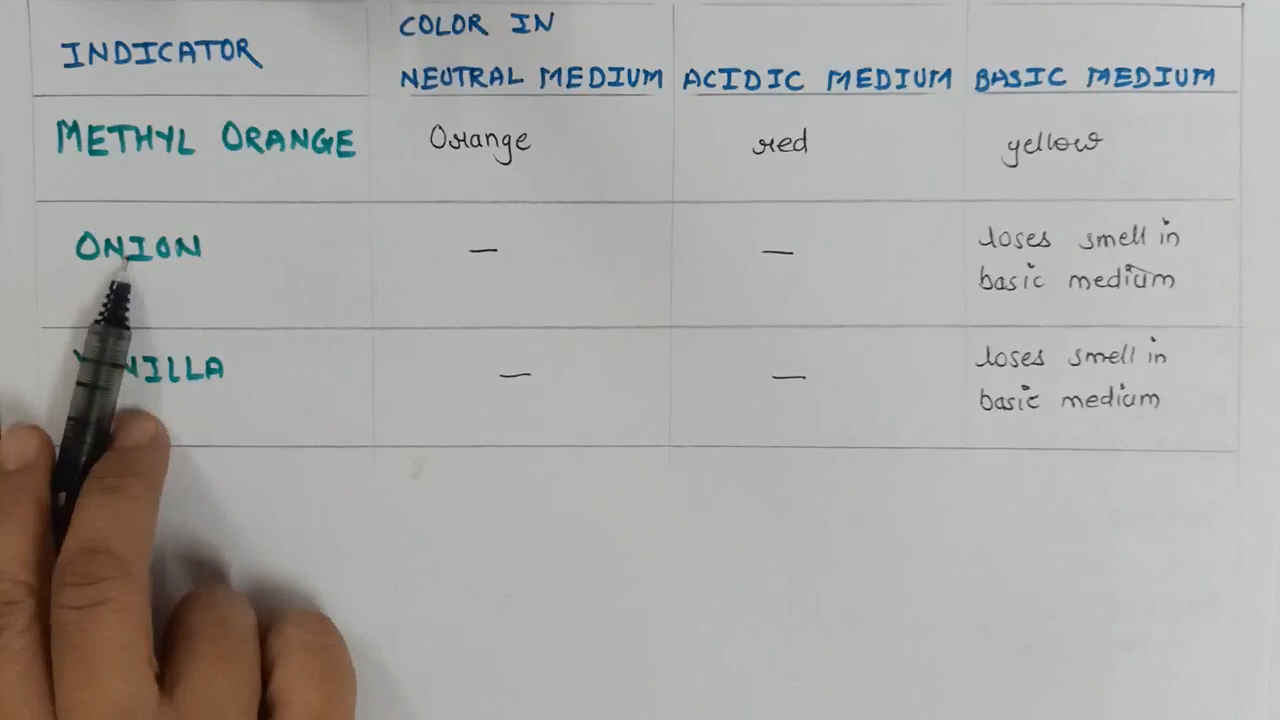 INDICATOR
COLOR IN
NEUTRAL MEDIUM
ACIDIC MEDIUM
BASIC MEDIUM
METHYL ORANGE
Orange
red
yellow
ONION
—
—
loses smell in
basic medium
—
—
loses smell in
basic medium